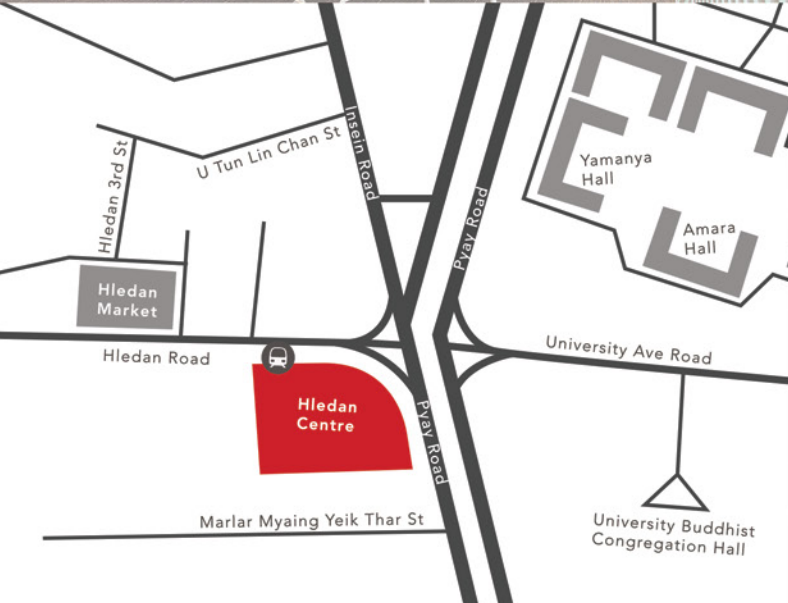 Insein Road
U Tun Lin Chan St
Hledan 3rd St
Yamanya
Hall
Pyay Road
Amara
Hall
Hledan
Market
Hledan Road
University Ave Road
Hledan
Centre
Pyay Road
Marlar Myaing Yeik Thar St
University Buddhist
Congregation Hall